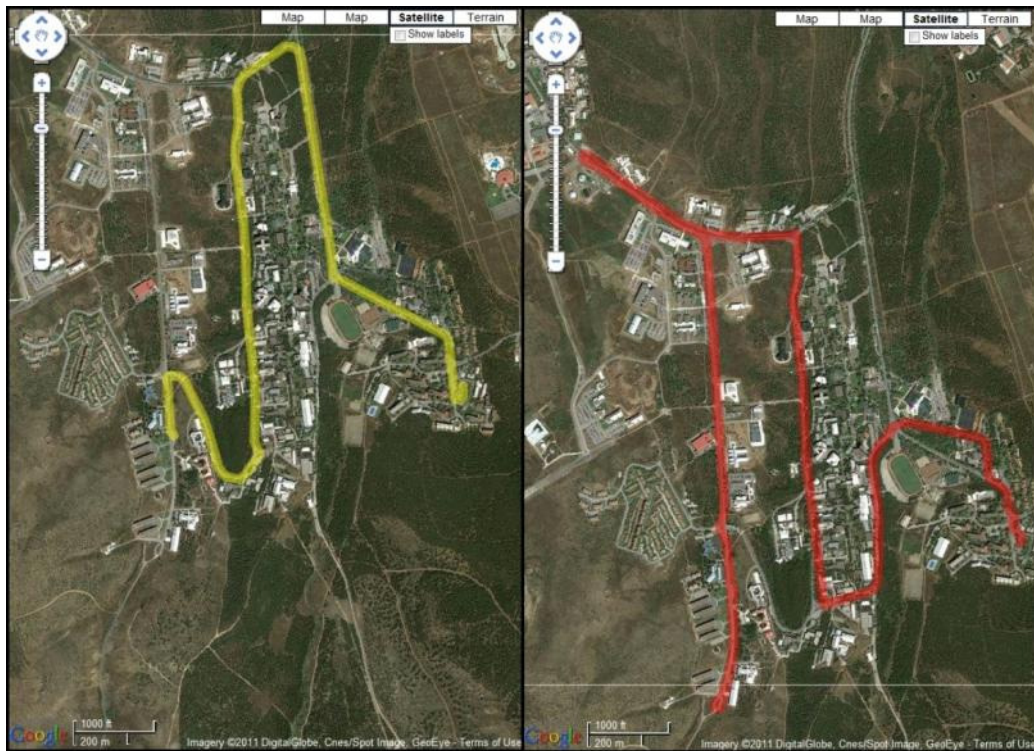 Map Map Satellite Terrain
Show labels
Google
1000 ft
200 m
Imagery ©2011 DigitalGlobe, Cnes/Spot Image, GeoEye - Terms of Use
Map Map Satellite Terrain
Show labels
Google
1000 ft
200 m
Imagery ©2011 DigitalGlobe, Cnes/Spot Image, GeoEye - Terms of Us